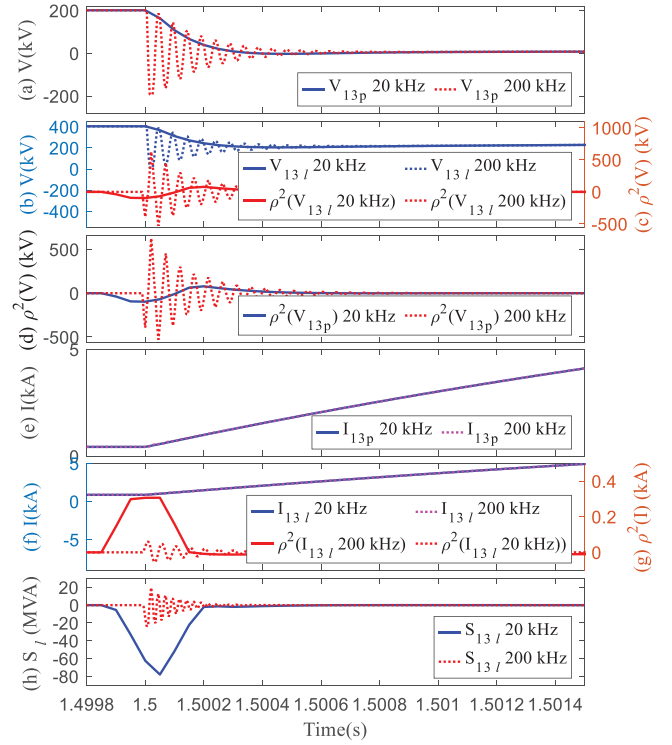 200
0
-200
(a) V(kV)
V13p 20 kHz V13p 200 kHz
400
200
0
-200
-400
(b) V(kV)
1000
500
0
-500
(c) ρ²(V) (kV)
V13 l 20 kHz V13 l 200 kHz
ρ²(V13 l 20 kHz) ρ²(V13 l 200 kHz)
500
0
-500
(d) ρ²(V) (kV)
ρ²(V13p) 20 kHz ρ²(V13p) 200 kHz
5
0
(e) I(kA)
I13p 20 kHz I13p 200 kHz
5
0
-5
(f) I(kA)
0.4
0.2
0
(g) ρ²(I) (kA)
I13 l 20 kHz I13 l 200 kHz
ρ²(I13 l 200 kHz) ρ²(I13 l 20 kHz))
20
0
-20
-40
-60
-80
(h) S l (MVA)
S13 l 20 kHz
S13 l 200 kHz
1.4998 1.5 1.5002 1.5004 1.5006 1.5008 1.501 1.5012 1.5014
Time(s)